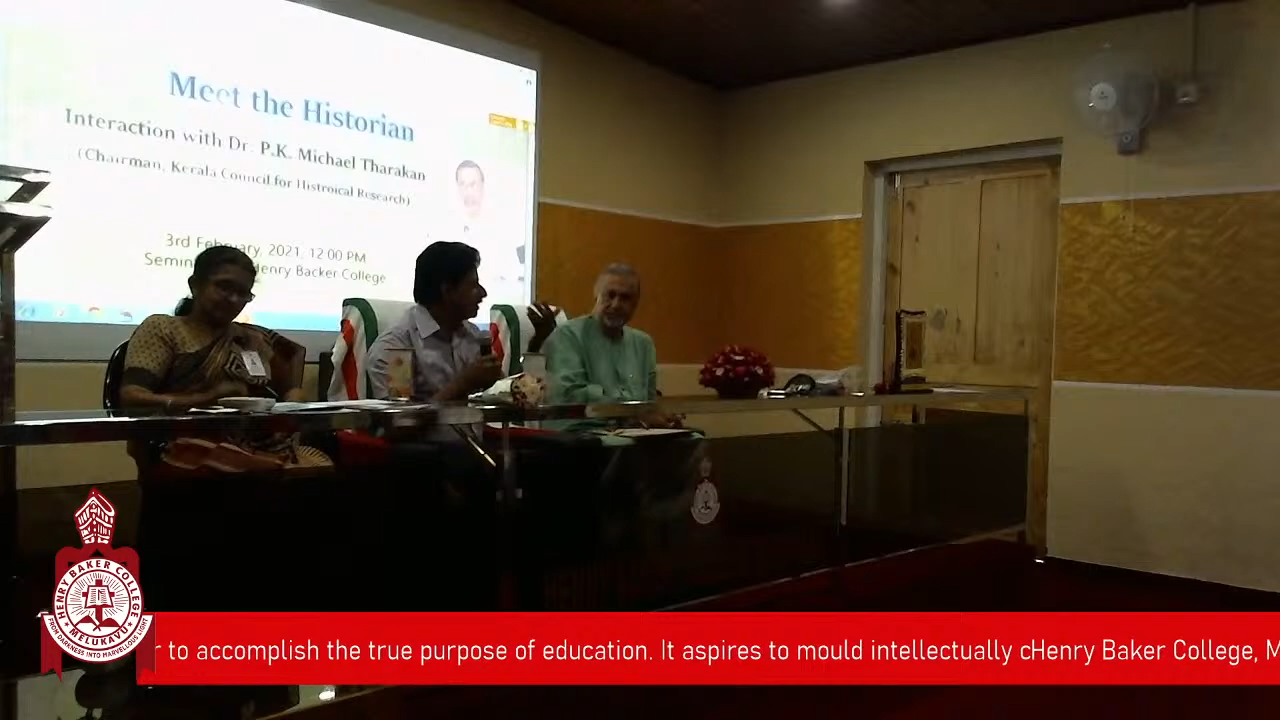 Meet the Historian
Interaction with Dr. P.K. Michael Tharakan
(Chairman, Kerala Council for Histroical Research)
3rd February, 2021, 12:00 PM
Henry Backer College
HENRY BAKER COLLEGE
MELUKAVU
FROM DARKNESS INTO MARVELLOUS LIGHT
r to accomplish the true purpose of education. It aspires to mould intellectually cHenry Baker College, M